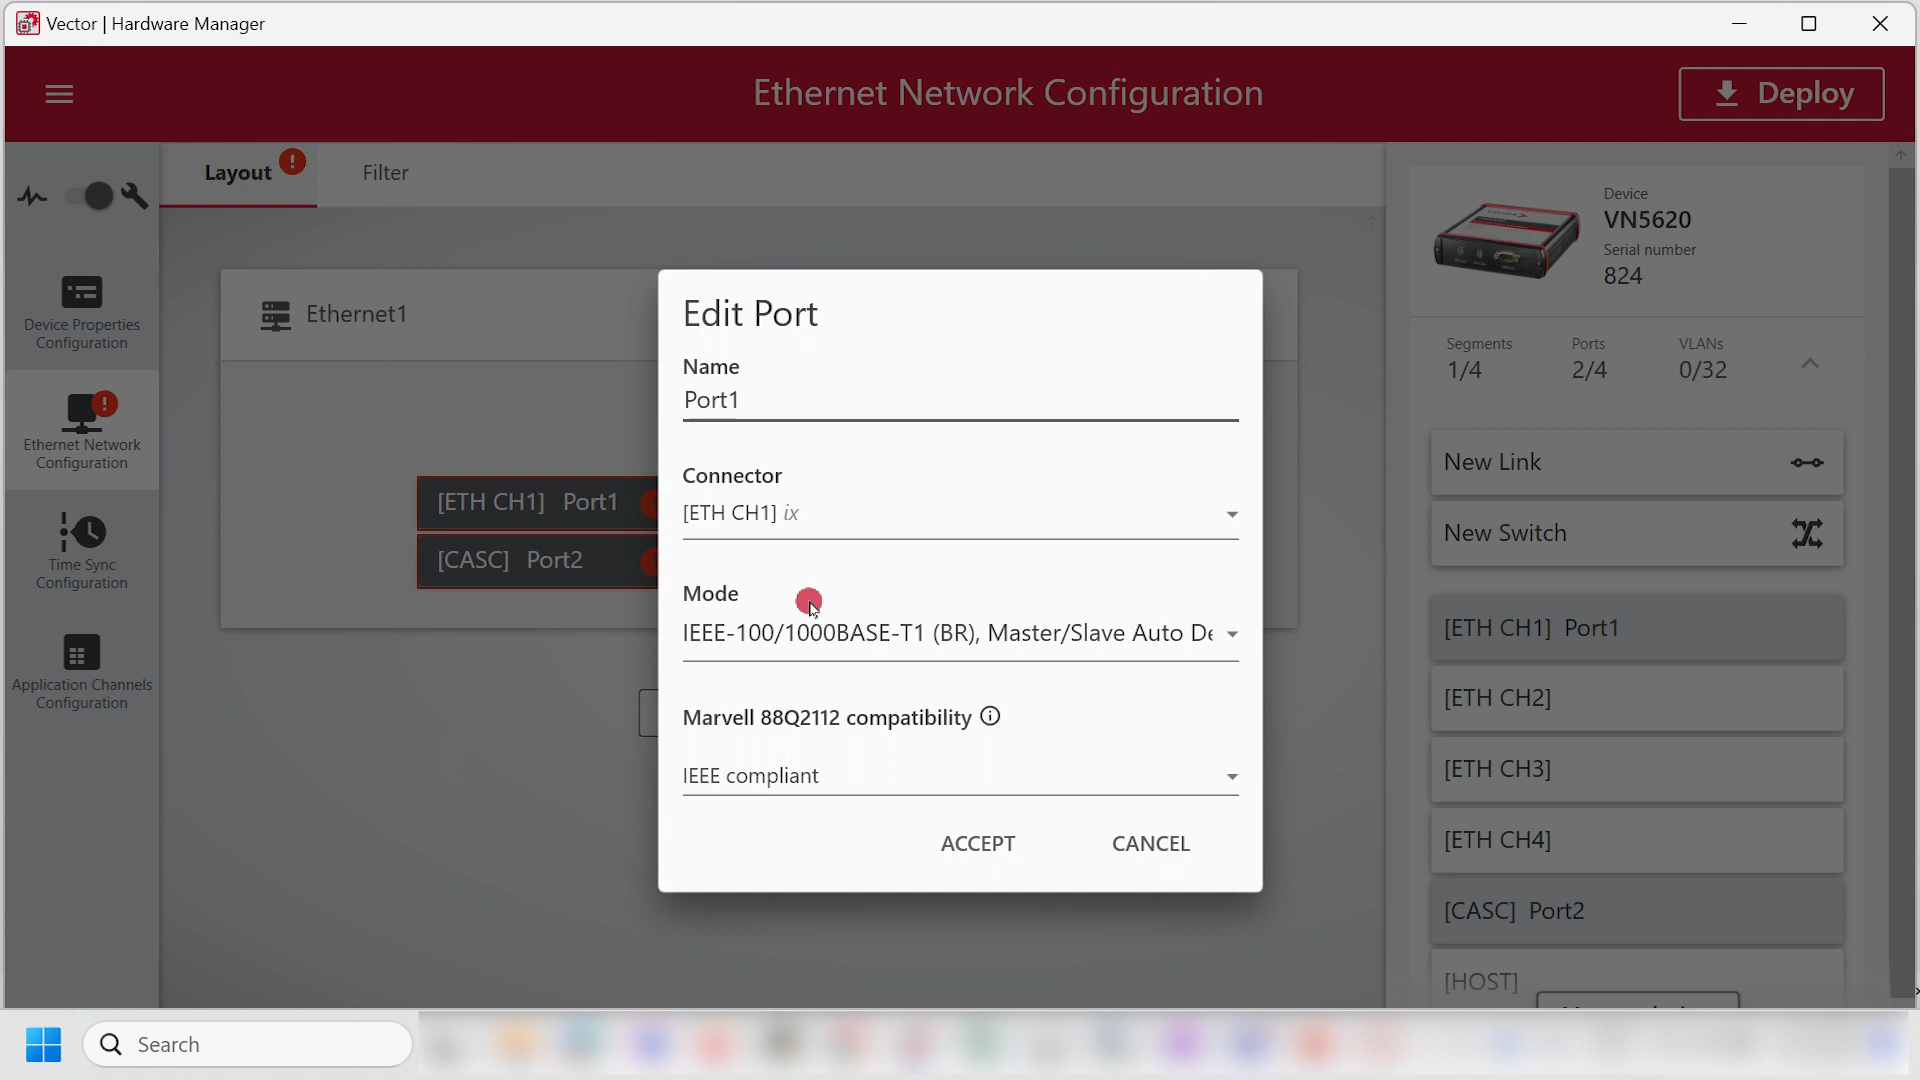 Vector | Hardware Manager
Ethernet Network Configuration
Deploy
Layout
Filter
Device Properties
Configuration
Ethernet Network
Configuration
Time Sync
Configuration
Application Channels
Configuration
Ethernet1
[ETH CH1] Port1
[CASC] Port2
Edit Port
Name
Port1
Connector
[ETH CH1] ix
Mode
IEEE-100/1000BASE-T1 (BR), Master/Slave Auto De
Marvell 88Q2112 compatibility
IEEE compliant
ACCEPT
CANCEL
Device
VN5620
Serial number
824
Segments
1/4
Ports
2/4
VLANs
0/32
New Link
New Switch
[ETH CH1] Port1
[ETH CH2]
[ETH CH3]
[ETH CH4]
[CASC] Port2
[HOST]
Search